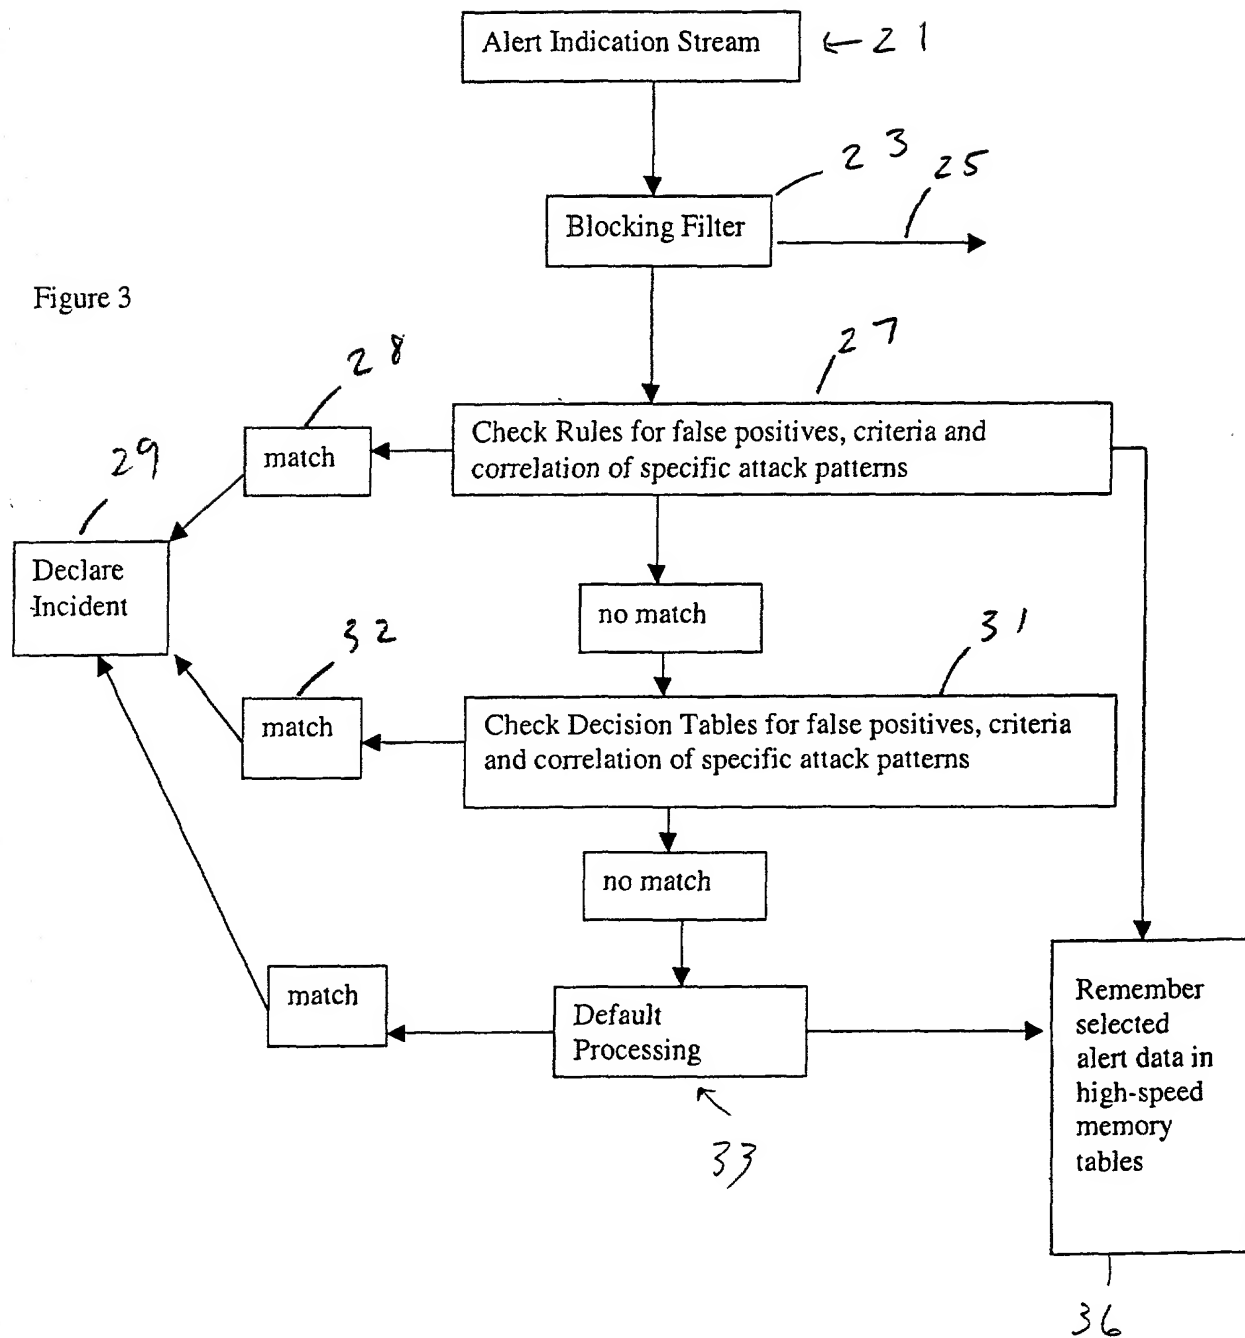 Alert Indication Stream
21
23
25
Blocking Filter
Figure 3
27
28
Check Rules for false positives, criteria and
correlation of specific attack patterns
match
29
Declare
Incident
no match
32
31
match
Check Decision Tables for false positives, criteria
and correlation of specific attack patterns
no match
match
Default
Processing
Remember
selected
alert data in
high-speed
memory
tables
33
36